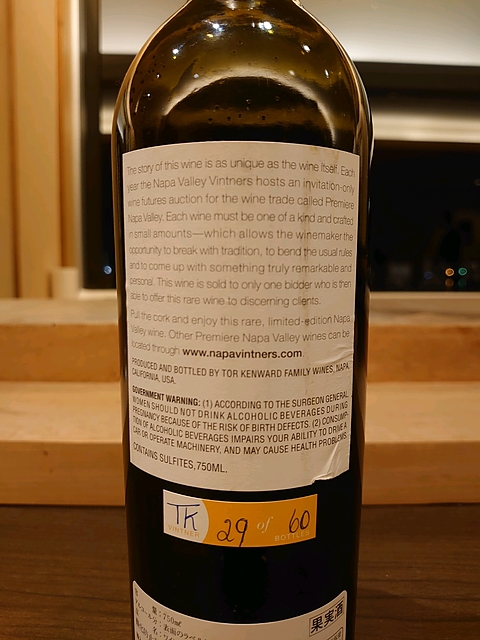 The story of this wine is as unique as the wine itself. Each
year the Napa Valley Vintners hosts an invitation-only
wine futures auction for the wine trade called Premiere
Napa Valley. Each wine must be one of a kind and crafted
in small amounts—which allows the winemaker the
opportunity to break with tradition, to bend the usual rules
and to come up with something truly remarkable and
personal. This wine is sold to only one bidder who is then
able to offer this rare wine to discerning clients.
Pull the cork and enjoy this rare, limited-edition Napa
Valley wine. Other Premiere Napa Valley wines can be
located through www.napavintners.com
PRODUCED AND BOTTLED BY TOR KENWARD FAMILY WINES, NAPA,
CALIFORNIA, USA.
GOVERNMENT WARNING: (1) ACCORDING TO THE SURGEON GENERAL,
WOMEN SHOULD NOT DRINK ALCOHOLIC BEVERAGES DURING
PREGNANCY BECAUSE OF THE RISK OF BIRTH DEFECTS. (2) CONSUMP-
TION OF ALCOHOLIC BEVERAGES IMPAIRS YOUR ABILITY TO DRIVE A
CAR OR OPERATE MACHINERY, AND MAY CAUSE HEALTH PROBLEMS.
CONTAINS SULFITES, 750ML.
TK 29 of 60
VINTNER BOTTLES
量:750ml
果実酒